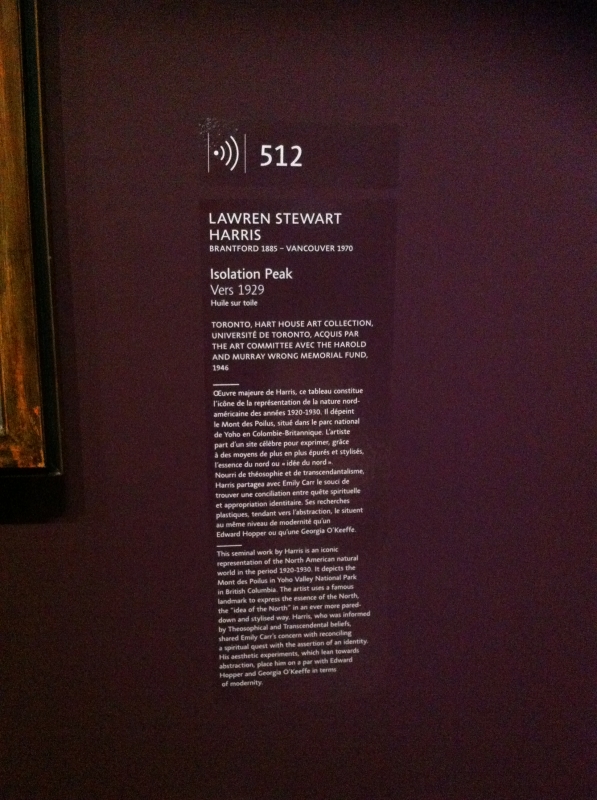 512
LAWREN STEWART
HARRIS
BRANTFORD 1885 – VANCOUVER 1970
Isolation Peak
Vers 1929
Huile sur toile
TORONTO, HART HOUSE ART COLLECTION,
UNIVERSITÉ DE TORONTO, ACQUIS PAR
THE ART COMMITTEE AVEC THE HAROLD
AND MURRAY WRONG MEMORIAL FUND,
1946
Œuvre majeure de Harris, ce tableau constitue
l'icône de la représentation de la nature nord-
américaine des années 1920-1930. Il dépeint
le Mont des Poilus, situé dans le parc national
de Yoho en Colombie-Britannique. L'artiste
part d'un site célèbre pour exprimer, grâce
à des moyens de plus en plus épurés et stylisés,
l'essence du nord ou « idée du nord ».
Nourri de théosophie et de transcendantalisme,
Harris partagea avec Emily Carr le souci de
trouver une conciliation entre quête spirituelle
et appropriation identitaire. Ses recherches
plastiques, tendant vers l'abstraction, le situent
au même niveau de modernité qu'un
Edward Hopper ou qu'une Georgia O'Keeffe.
This seminal work by Harris is an iconic
representation of the North American natural
world in the period 1920-1930. It depicts the
Mont des Poilus in Yoho Valley National Park
in British Columbia. The artist uses a famous
landmark to express the essence of the North,
the "idea of the North" in an ever more pared-
down and stylised way. Harris, who was informed
by Theosophical and Transcendental beliefs,
shared Emily Carr's concern with reconciling
a spiritual quest with the assertion of an identity.
His aesthetic experiments, which lean towards
abstraction, place him on a par with Edward
Hopper and Georgia O'Keeffe in terms
of modernity.